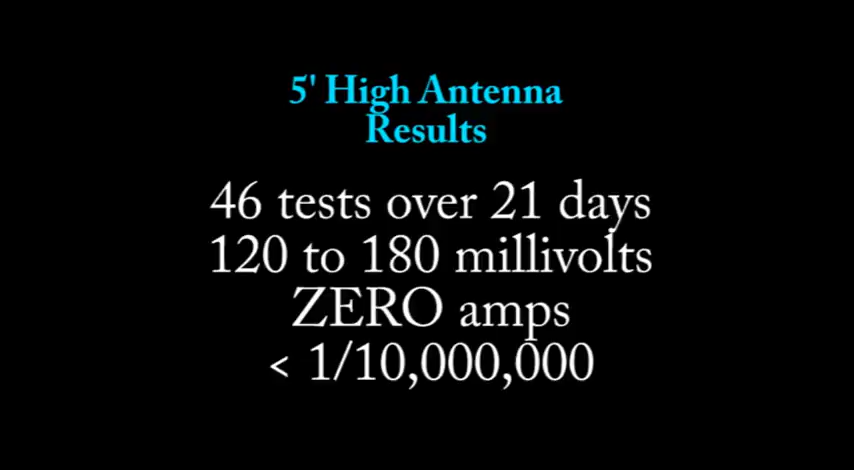 5' High Antenna
Results
46 tests over 21 days
120 to 180 millivolts
ZERO amps
< 1/10,000,000